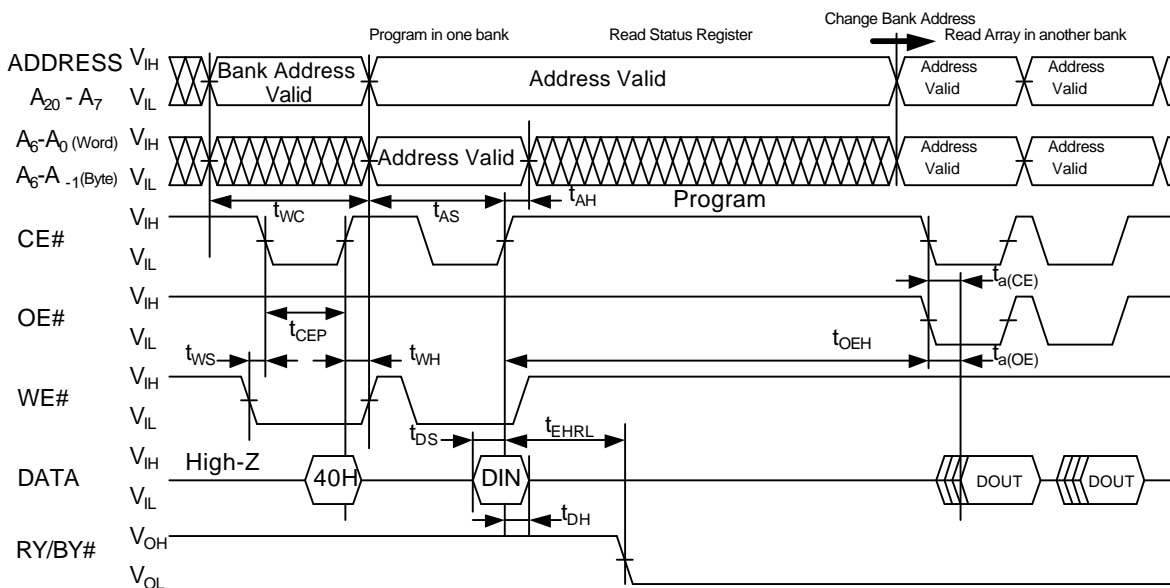 Change Bank Address
Program in one bank Read Status Register Read Array in another bank
ADDRESS VIH Bank Address Valid Address Valid Address Valid Address Valid
A20 - A7 VIL
A6-A0 (Word) VIH Address Valid Address Valid Address Valid
A6-A -1(Byte) VIL
tWC tAS tAH Program
CE# VIH
VIL
ta(CE)
OE# VIH
VIL
tCEP tOEH
tWS tWH ta(OE)
WE# VIH
VIL
tDS tEHRL
DATA VIH High-Z 40H DIN DOUT DOUT
VIL
tDH
RY/BY# VOH
VOL